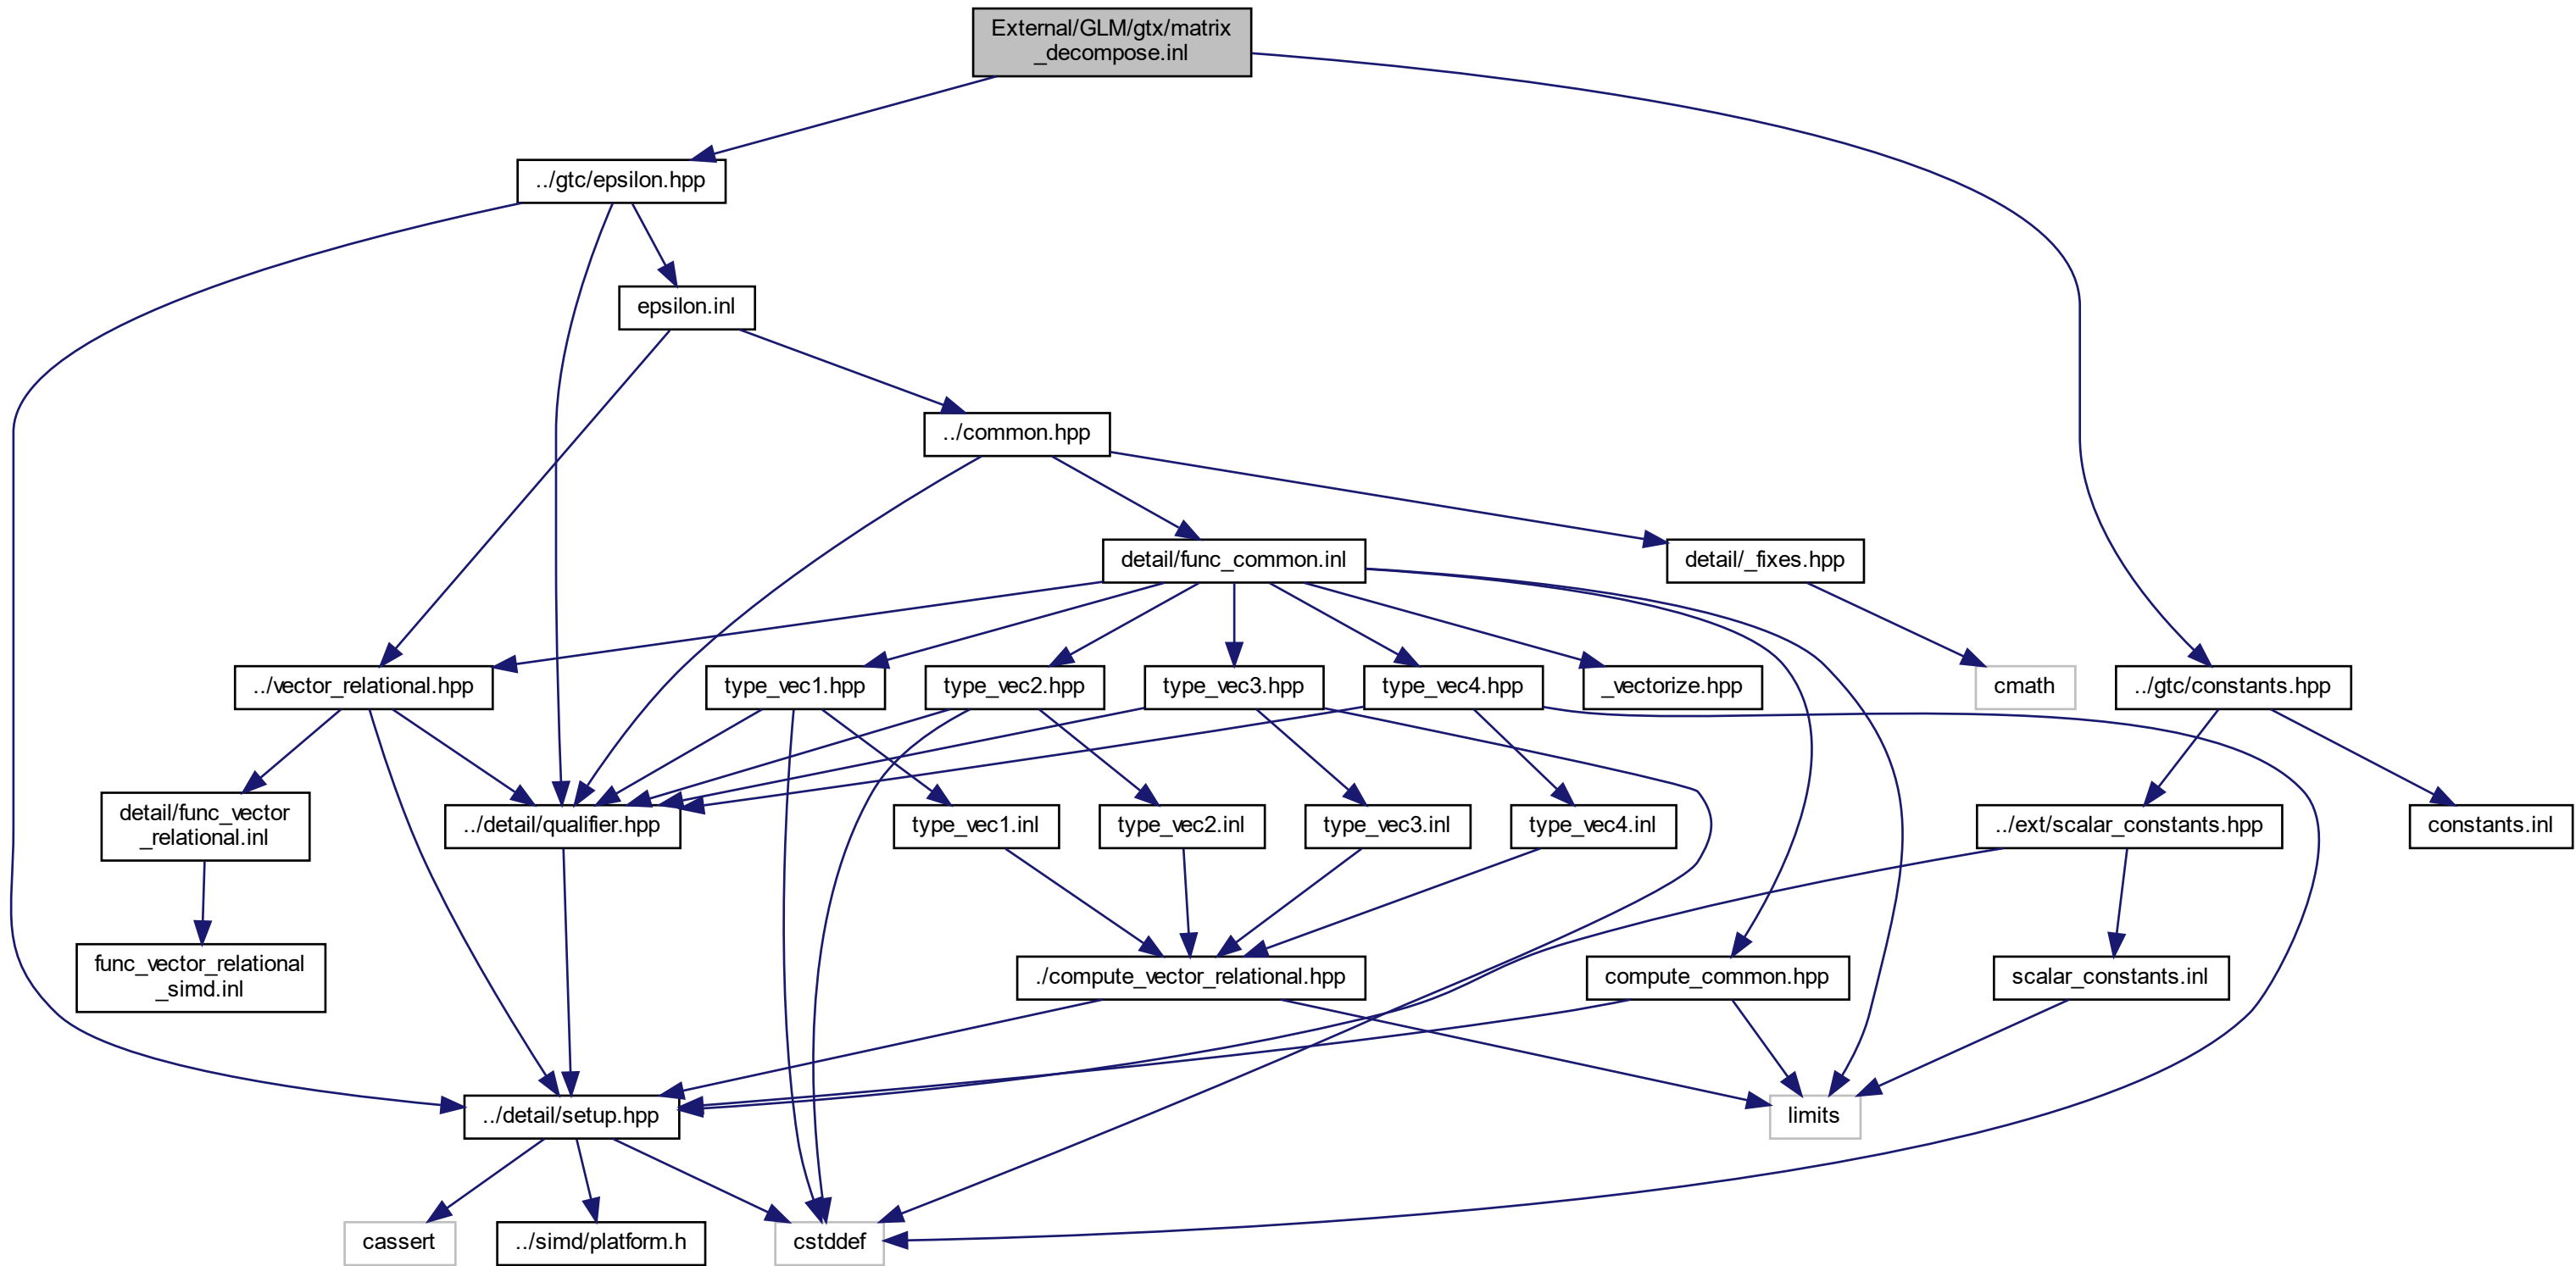 External/GLM/gtx/matrix
_decompose.inl
../gtc/epsilon.hpp
epsilon.inl
../common.hpp
detail/func_common.inl
detail/_fixes.hpp
../vector_relational.hpp
type_vec1.hpp
type_vec2.hpp
type_vec3.hpp
type_vec4.hpp
_vectorize.hpp
cmath
../gtc/constants.hpp
detail/func_vector
_relational.inl
../detail/qualifier.hpp
type_vec1.inl
type_vec2.inl
type_vec3.inl
type_vec4.inl
../ext/scalar_constants.hpp
constants.inl
func_vector_relational
_simd.inl
./compute_vector_relational.hpp
compute_common.hpp
scalar_constants.inl
../detail/setup.hpp
limits
cassert
../simd/platform.h
cstddef